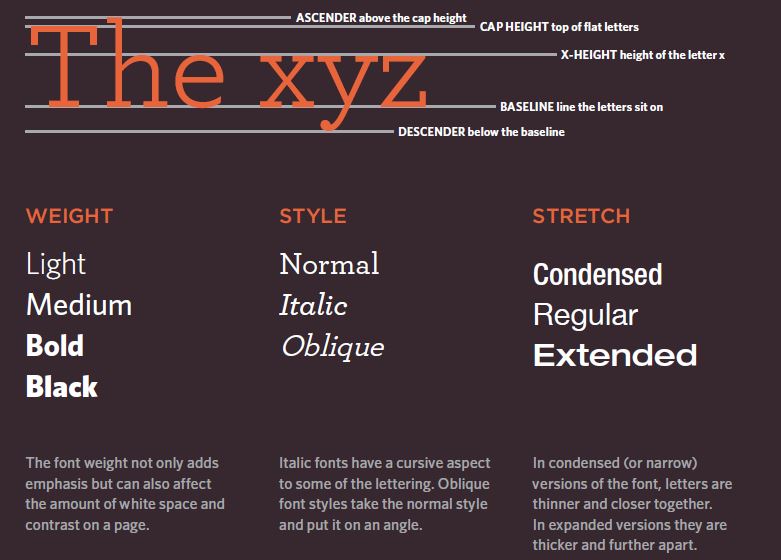 ASCENDER above the cap height
CAP HEIGHT top of flat letters
The xyz
X-HEIGHT height of the letter x
BASELINE line the letters sit on
DESCENDER below the baseline
WEIGHT
Light
Medium
Bold
Black
The font weight not only adds
emphasis but can also affect
the amount of white space and
contrast on a page.
STYLE
Normal
Italic
Oblique
Italic fonts have a cursive aspect
to some of the lettering. Oblique
font styles take the normal style
and put it on an angle.
STRETCH
Condensed
Regular
Extended
In condensed (or narrow)
versions of the font, letters are
thinner and closer together.
In expanded versions they are
thicker and further apart.